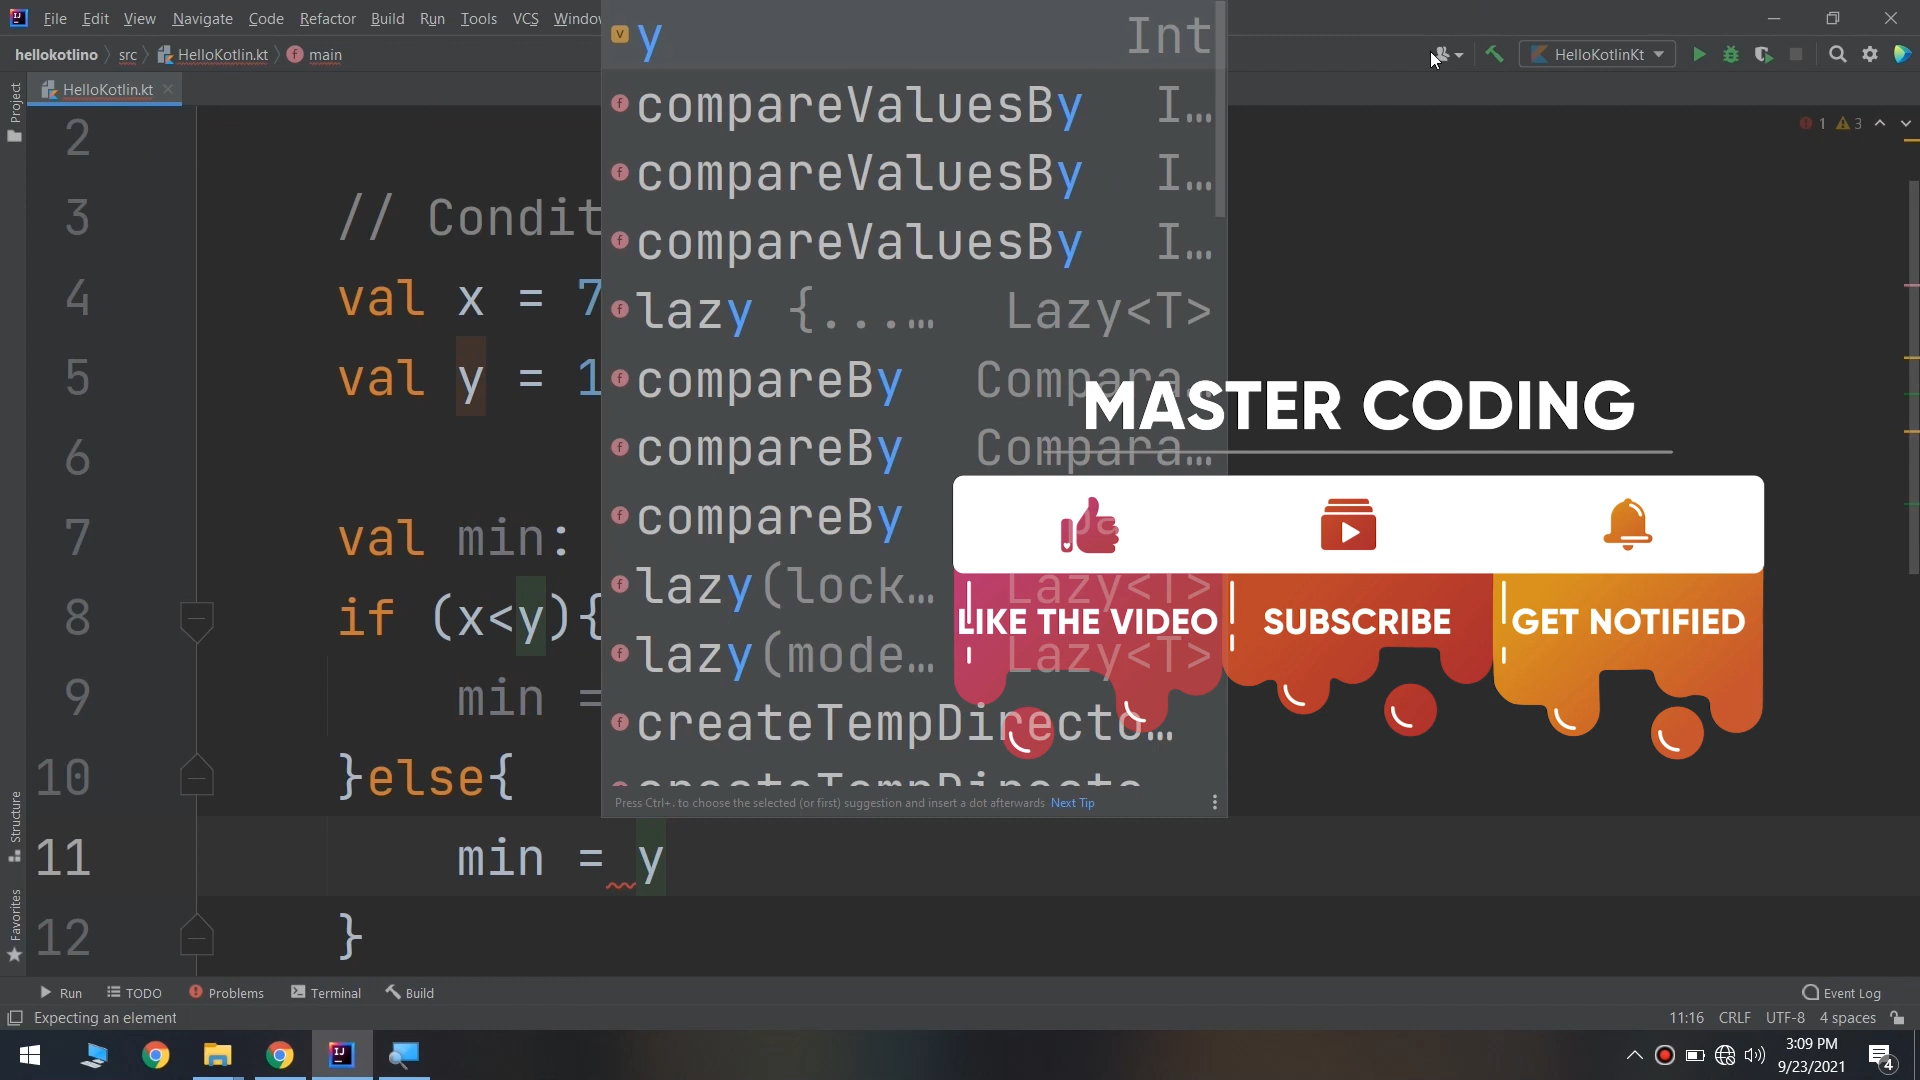 File Edit View Navigate Code Refactor Build Run Tools VCS Window
hellokotlino src HelloKotlin.kt main
HelloKotlinKt
HelloKotlin.kt
Project
1 3
2
3 // Condit
4 val x = 7
5 val y = 1
6
7 val min:
8 if (x<y){
9 min =
10 }else{
11 min = y
12 }
y Int
compareValuesBy I…
compareValuesBy I…
compareValuesBy I…
lazy {...… Lazy<T>
compareBy Compara…
compareBy Compara…
compareBy
lazy(lock… Lazy<T>
lazy(mode… Lazy<T>
createTempDirecto…
createTempDirecto
Press Ctrl+. to choose the selected (or first) suggestion and insert a dot afterwards Next Tip
MASTER CODING
LIKE THE VIDEO SUBSCRIBE GET NOTIFIED
Structure
Favorites
Run TODO Problems Terminal Build Event Log
Expecting an element 11:16 CRLF UTF-8 4 spaces
3:09 PM
9/23/2021
4